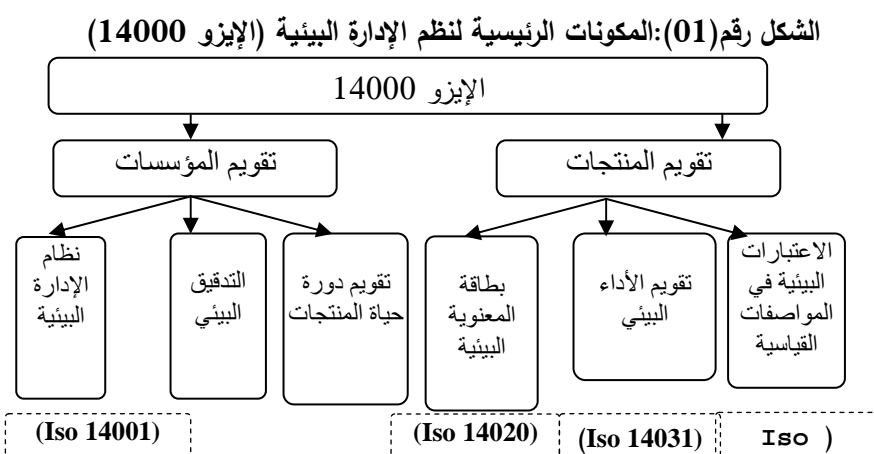 الشكل رقم(01):المكونات الرئيسية لنظم الإدارة البيئية (الإيزو 14000)
الإيزو 14000
تقويم المنتجات
تقويم المؤسسات
الاعتبارات
البيئية في
المواصفات
القياسية
تقويم الأداء
البيئي
بطاقة
المعنوية
البيئية
تقويم دورة
حياة المنتجات
التدقيق
البيئي
نظام
الإدارة
البيئية
Iso )
(Iso 14031)
(Iso 14020)
(Iso 14001)